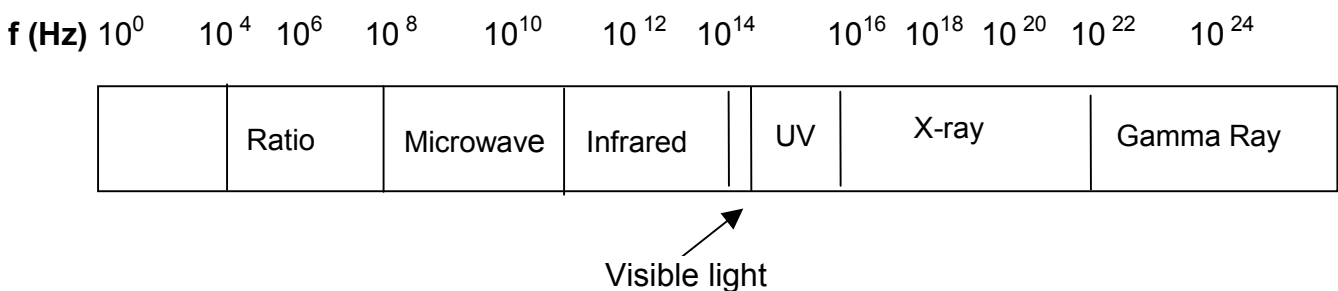 f (Hz) 10⁰ 10⁴ 10⁶ 10⁸ 10¹⁰ 10¹² 10¹⁴ 10¹⁶ 10¹⁸ 10²⁰ 10²² 10²⁴
Ratio Microwave Infrared UV X-ray Gamma Ray
Visible light